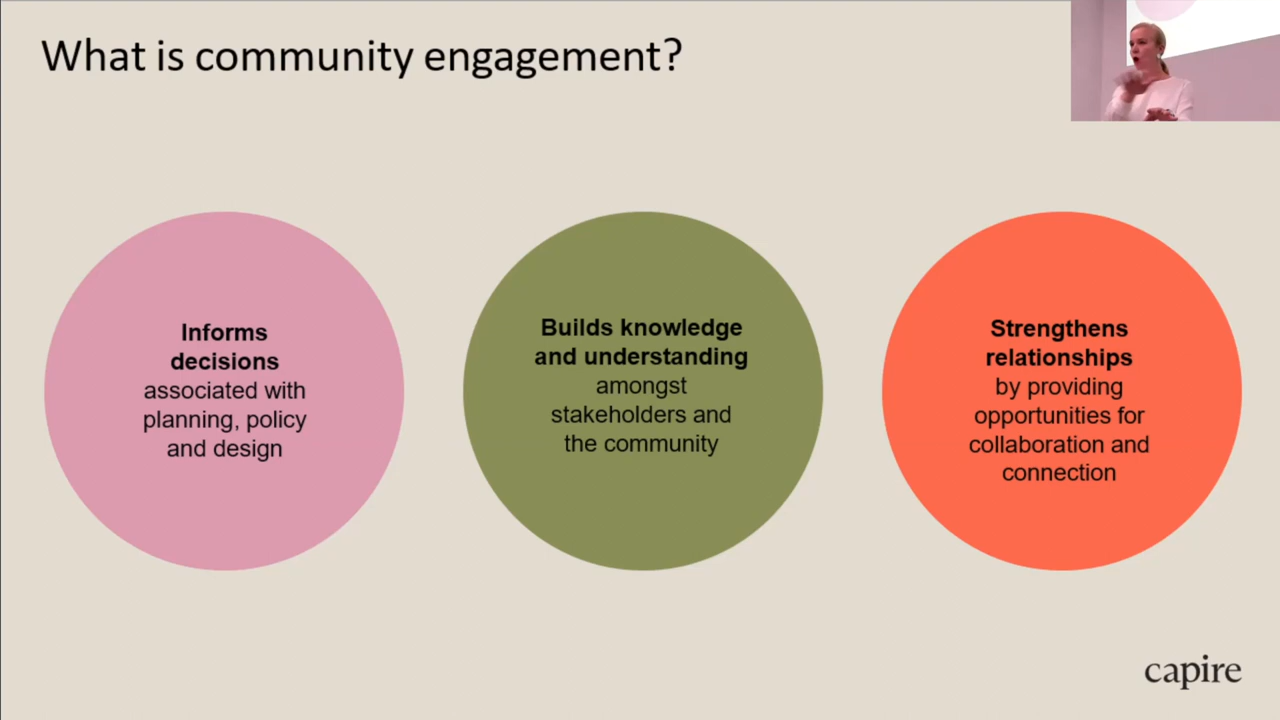 What is community engagement?
Informs
decisions
associated with
planning, policy
and design
Builds knowledge
and understanding
amongst
stakeholders and
the community
Strengthens
relationships
by providing
opportunities for
collaboration and
connection
capire